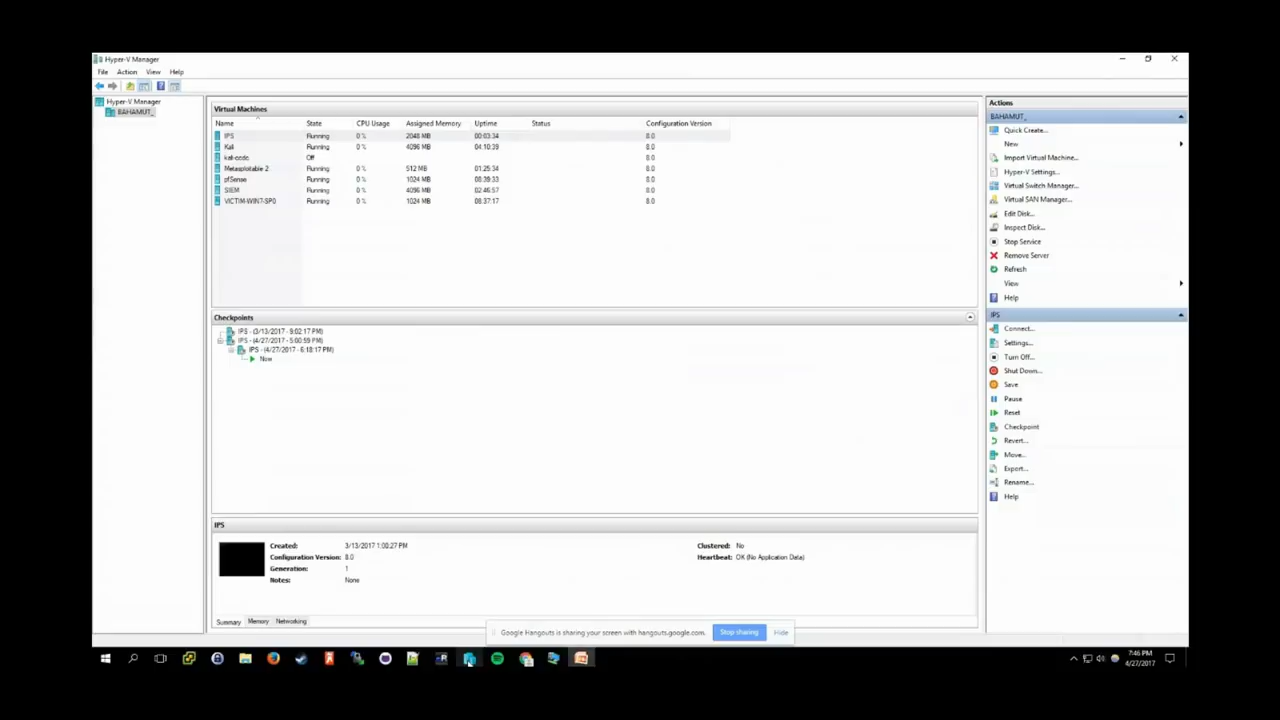 Hyper-V Manager
File Action View Help
Hyper-V Manager
BAHAMUT_
Virtual Machines
Name State CPU Usage Assigned Memory Uptime Status Configuration Version
IPS Running 0 % 2048 MB 00:03:34 8.0
Kali Running 0 % 4096 MB 04:10:39 8.0
kali-codc Off 8.0
Metasploitable 2 Running 0 % 512 MB 01:25:34 8.0
pfSense Running 0 % 1024 MB 08:39:33 8.0
SIEM Running 0 % 4096 MB 02:46:57 8.0
VICTIM-WIN7-SP0 Running 0 % 1024 MB 08:37:17 8.0
Checkpoints
IPS - (3/13/2017 - 9:02:17 PM)
IPS - (4/27/2017 - 5:00:59 PM)
IPS - (4/27/2017 - 6:18:17 PM)
Now
IPS
Created: 3/13/2017 1:00:27 PM Clustered: No
Configuration Version: 8.0 Heartbeat: OK (No Application Data)
Generation: 1
Notes: None
Summary Memory Networking
Actions
BAHAMUT_
Quick Create...
New
Import Virtual Machine...
Hyper-V Settings...
Virtual Switch Manager...
Virtual SAN Manager...
Edit Disk...
Inspect Disk...
Stop Service
Remove Server
Refresh
View
Help
IPS
Connect...
Settings...
Turn Off...
Shut Down...
Save
Pause
Reset
Checkpoint
Revert...
Move...
Export...
Rename...
Help
Google Hangouts is sharing your screen with hangouts.google.com. Stop sharing Hide
7:46 PM
4/27/2017